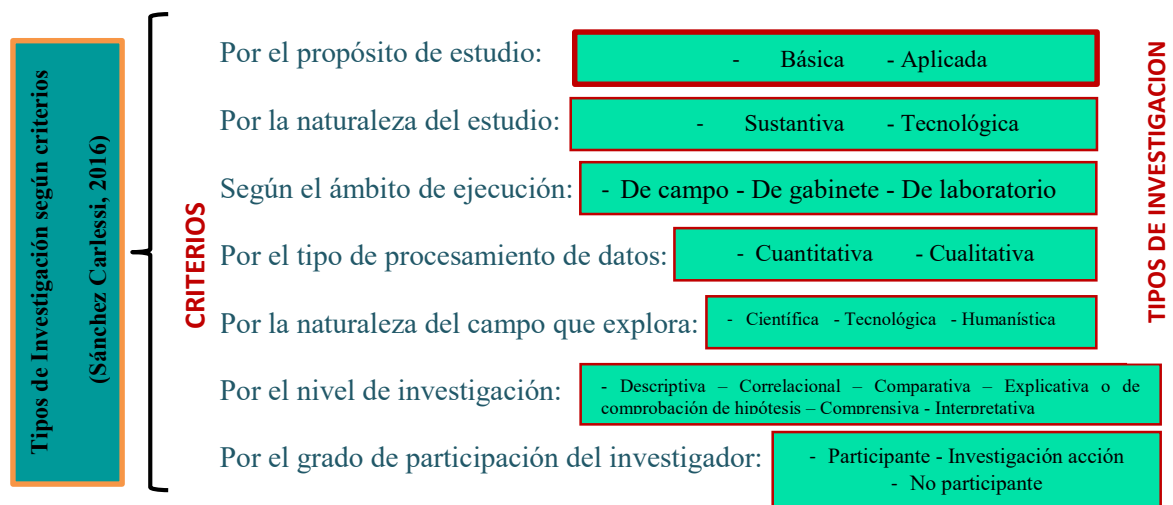 Tipos de Investigación según criterios
(Sánchez Carlessi, 2016)
CRITERIOS
Por el propósito de estudio:
- Básica - Aplicada
Por la naturaleza del estudio:
- Sustantiva - Tecnológica
Según el ámbito de ejecución:
- De campo - De gabinete - De laboratorio
Por el tipo de procesamiento de datos:
- Cuantitativa - Cualitativa
Por la naturaleza del campo que explora:
- Científica - Tecnológica - Humanística
Por el nivel de investigación:
- Descriptiva – Correlacional – Comparativa – Explicativa o de
comprobación de hipótesis – Comprensiva - Interpretativa
Por el grado de participación del investigador:
- Participante - Investigación acción
- No participante
TIPOS DE INVESTIGACION